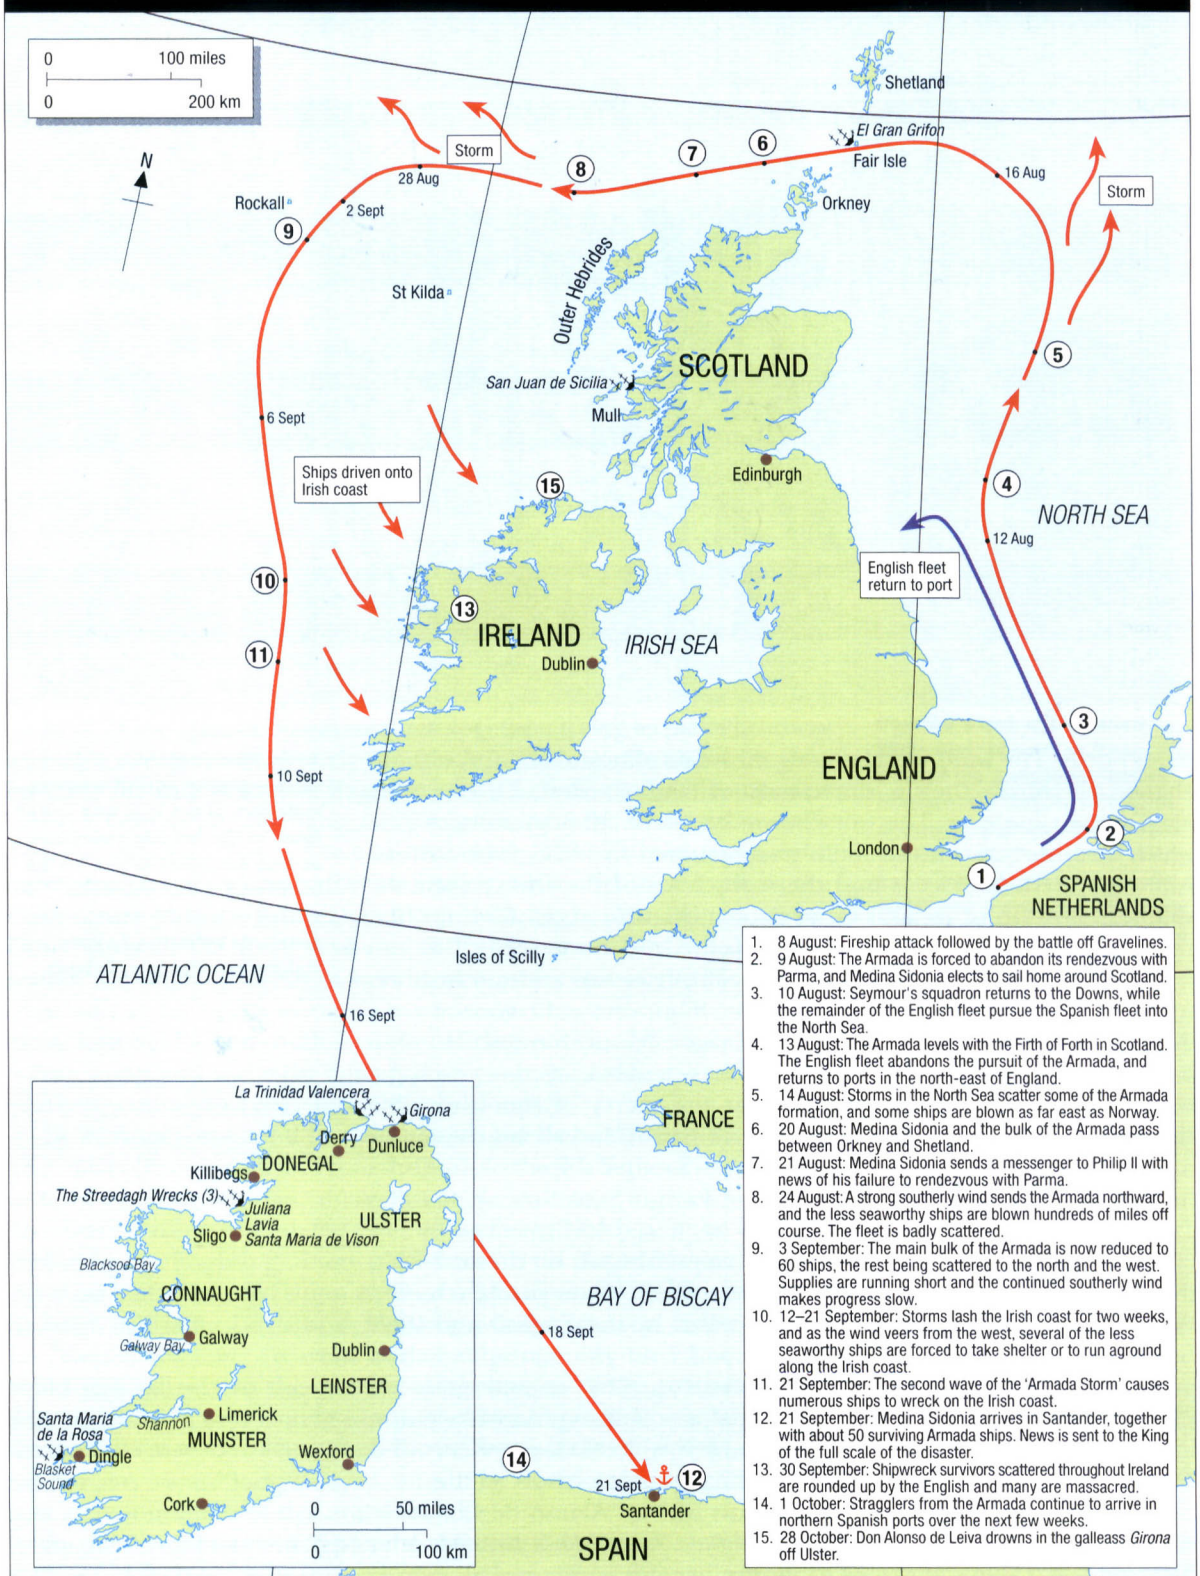 0 100 miles
0 200 km
N
Shetland
El Gran Grifon
Fair Isle
Storm
28 Aug
8
7
6
16 Aug
Storm
Orkney
Rockall
2 Sept
9
St Kilda
Outer Hebrides
5
SCOTLAND
San Juan de Sicilia
Mull
6 Sept
Edinburgh
Ships driven onto
Irish coast
15
4
NORTH SEA
12 Aug
English fleet
return to port
10
13
IRELAND
IRISH SEA
11
Dublin
3
10 Sept
ENGLAND
2
London
1
SPANISH
NETHERLANDS
Isles of Scilly
ATLANTIC OCEAN
16 Sept
FRANCE
BAY OF BISCAY
18 Sept
14
21 Sept
12
Santander
SPAIN
La Trinidad Valencera
Girona
Derry
Dunluce
DONEGAL
Killibegs
The Streedagh Wrecks (3)
Juliana
Lavia
Santa Maria de Vison
ULSTER
Sligo
Blacksod Bay
CONNAUGHT
Galway
Galway Bay
Dublin
LEINSTER
Limerick
Shannon
MUNSTER
Santa Maria
de la Rosa
Dingle
Blasket
Sound
Wexford
Cork
0 50 miles
0 100 km
1. 8 August: Fireship attack followed by the battle off Gravelines.
2. 9 August: The Armada is forced to abandon its rendezvous with
Parma, and Medina Sidonia elects to sail home around Scotland.
3. 10 August: Seymour's squadron returns to the Downs, while
the remainder of the English fleet pursue the Spanish fleet into
the North Sea.
4. 13 August: The Armada levels with the Firth of Forth in Scotland.
The English fleet abandons the pursuit of the Armada, and
returns to ports in the north-east of England.
5. 14 August: Storms in the North Sea scatter some of the Armada
formation, and some ships are blown as far east as Norway.
6. 20 August: Medina Sidonia and the bulk of the Armada pass
between Orkney and Shetland.
7. 21 August: Medina Sidonia sends a messenger to Philip II with
news of his failure to rendezvous with Parma.
8. 24 August: A strong southerly wind sends the Armada northward,
and the less seaworthy ships are blown hundreds of miles off
course. The fleet is badly scattered.
9. 3 September: The main bulk of the Armada is now reduced to
60 ships, the rest being scattered to the north and the west.
Supplies are running short and the continued southerly wind
makes progress slow.
10. 12–21 September: Storms lash the Irish coast for two weeks,
and as the wind veers from the west, several of the less
seaworthy ships are forced to take shelter or to run aground
along the Irish coast.
11. 21 September: The second wave of the 'Armada Storm' causes
numerous ships to wreck on the Irish coast.
12. 21 September: Medina Sidonia arrives in Santander, together
with about 50 surviving Armada ships. News is sent to the King
of the full scale of the disaster.
13. 30 September: Shipwreck survivors scattered throughout Ireland
are rounded up by the English and many are massacred.
14. 1 October: Stragglers from the Armada continue to arrive in
northern Spanish ports over the next few weeks.
15. 28 October: Don Alonso de Leiva drowns in the galleass Girona
off Ulster.